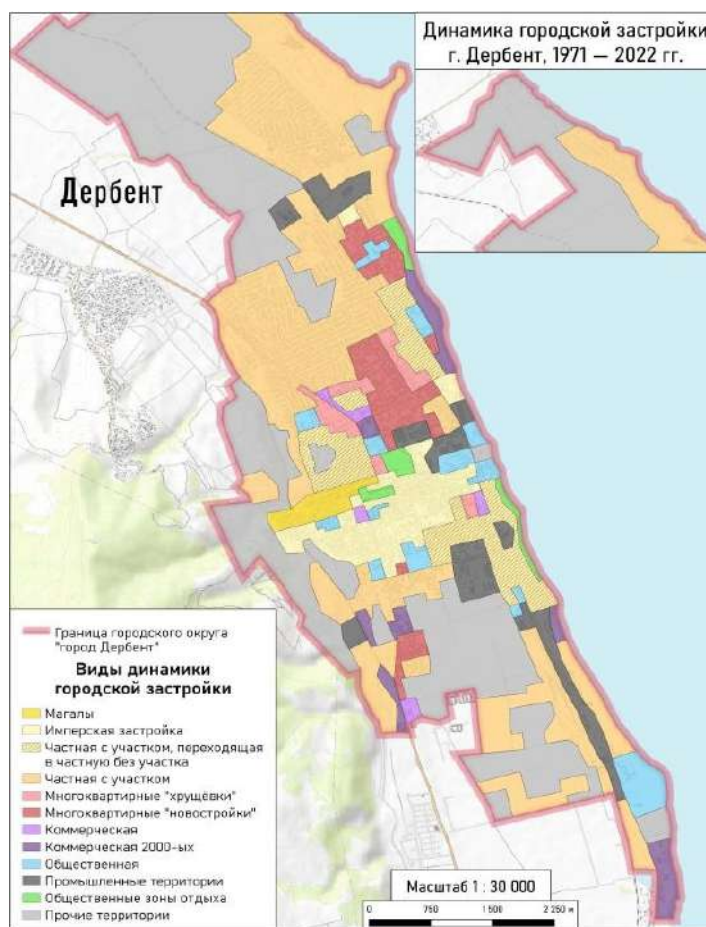 Динамика городской застройки
г. Дербент, 1971 — 2022 гг.
Дербент
Граница городского округа
"город Дербент"
Виды динамики
городской застройки
Магалы
Имперская застройка
Частная с участком, переходящая
в частную без участка
Частная с участком
Многоквартирные "хрущёвки"
Многоквартирные "новостройки"
Коммерческая
Коммерческая 2000-ых
Общественная
Промышленные территории
Общественные зоны отдыха
Прочие территории
Масштаб 1 : 30 000
0 750 1 500 2 250 м